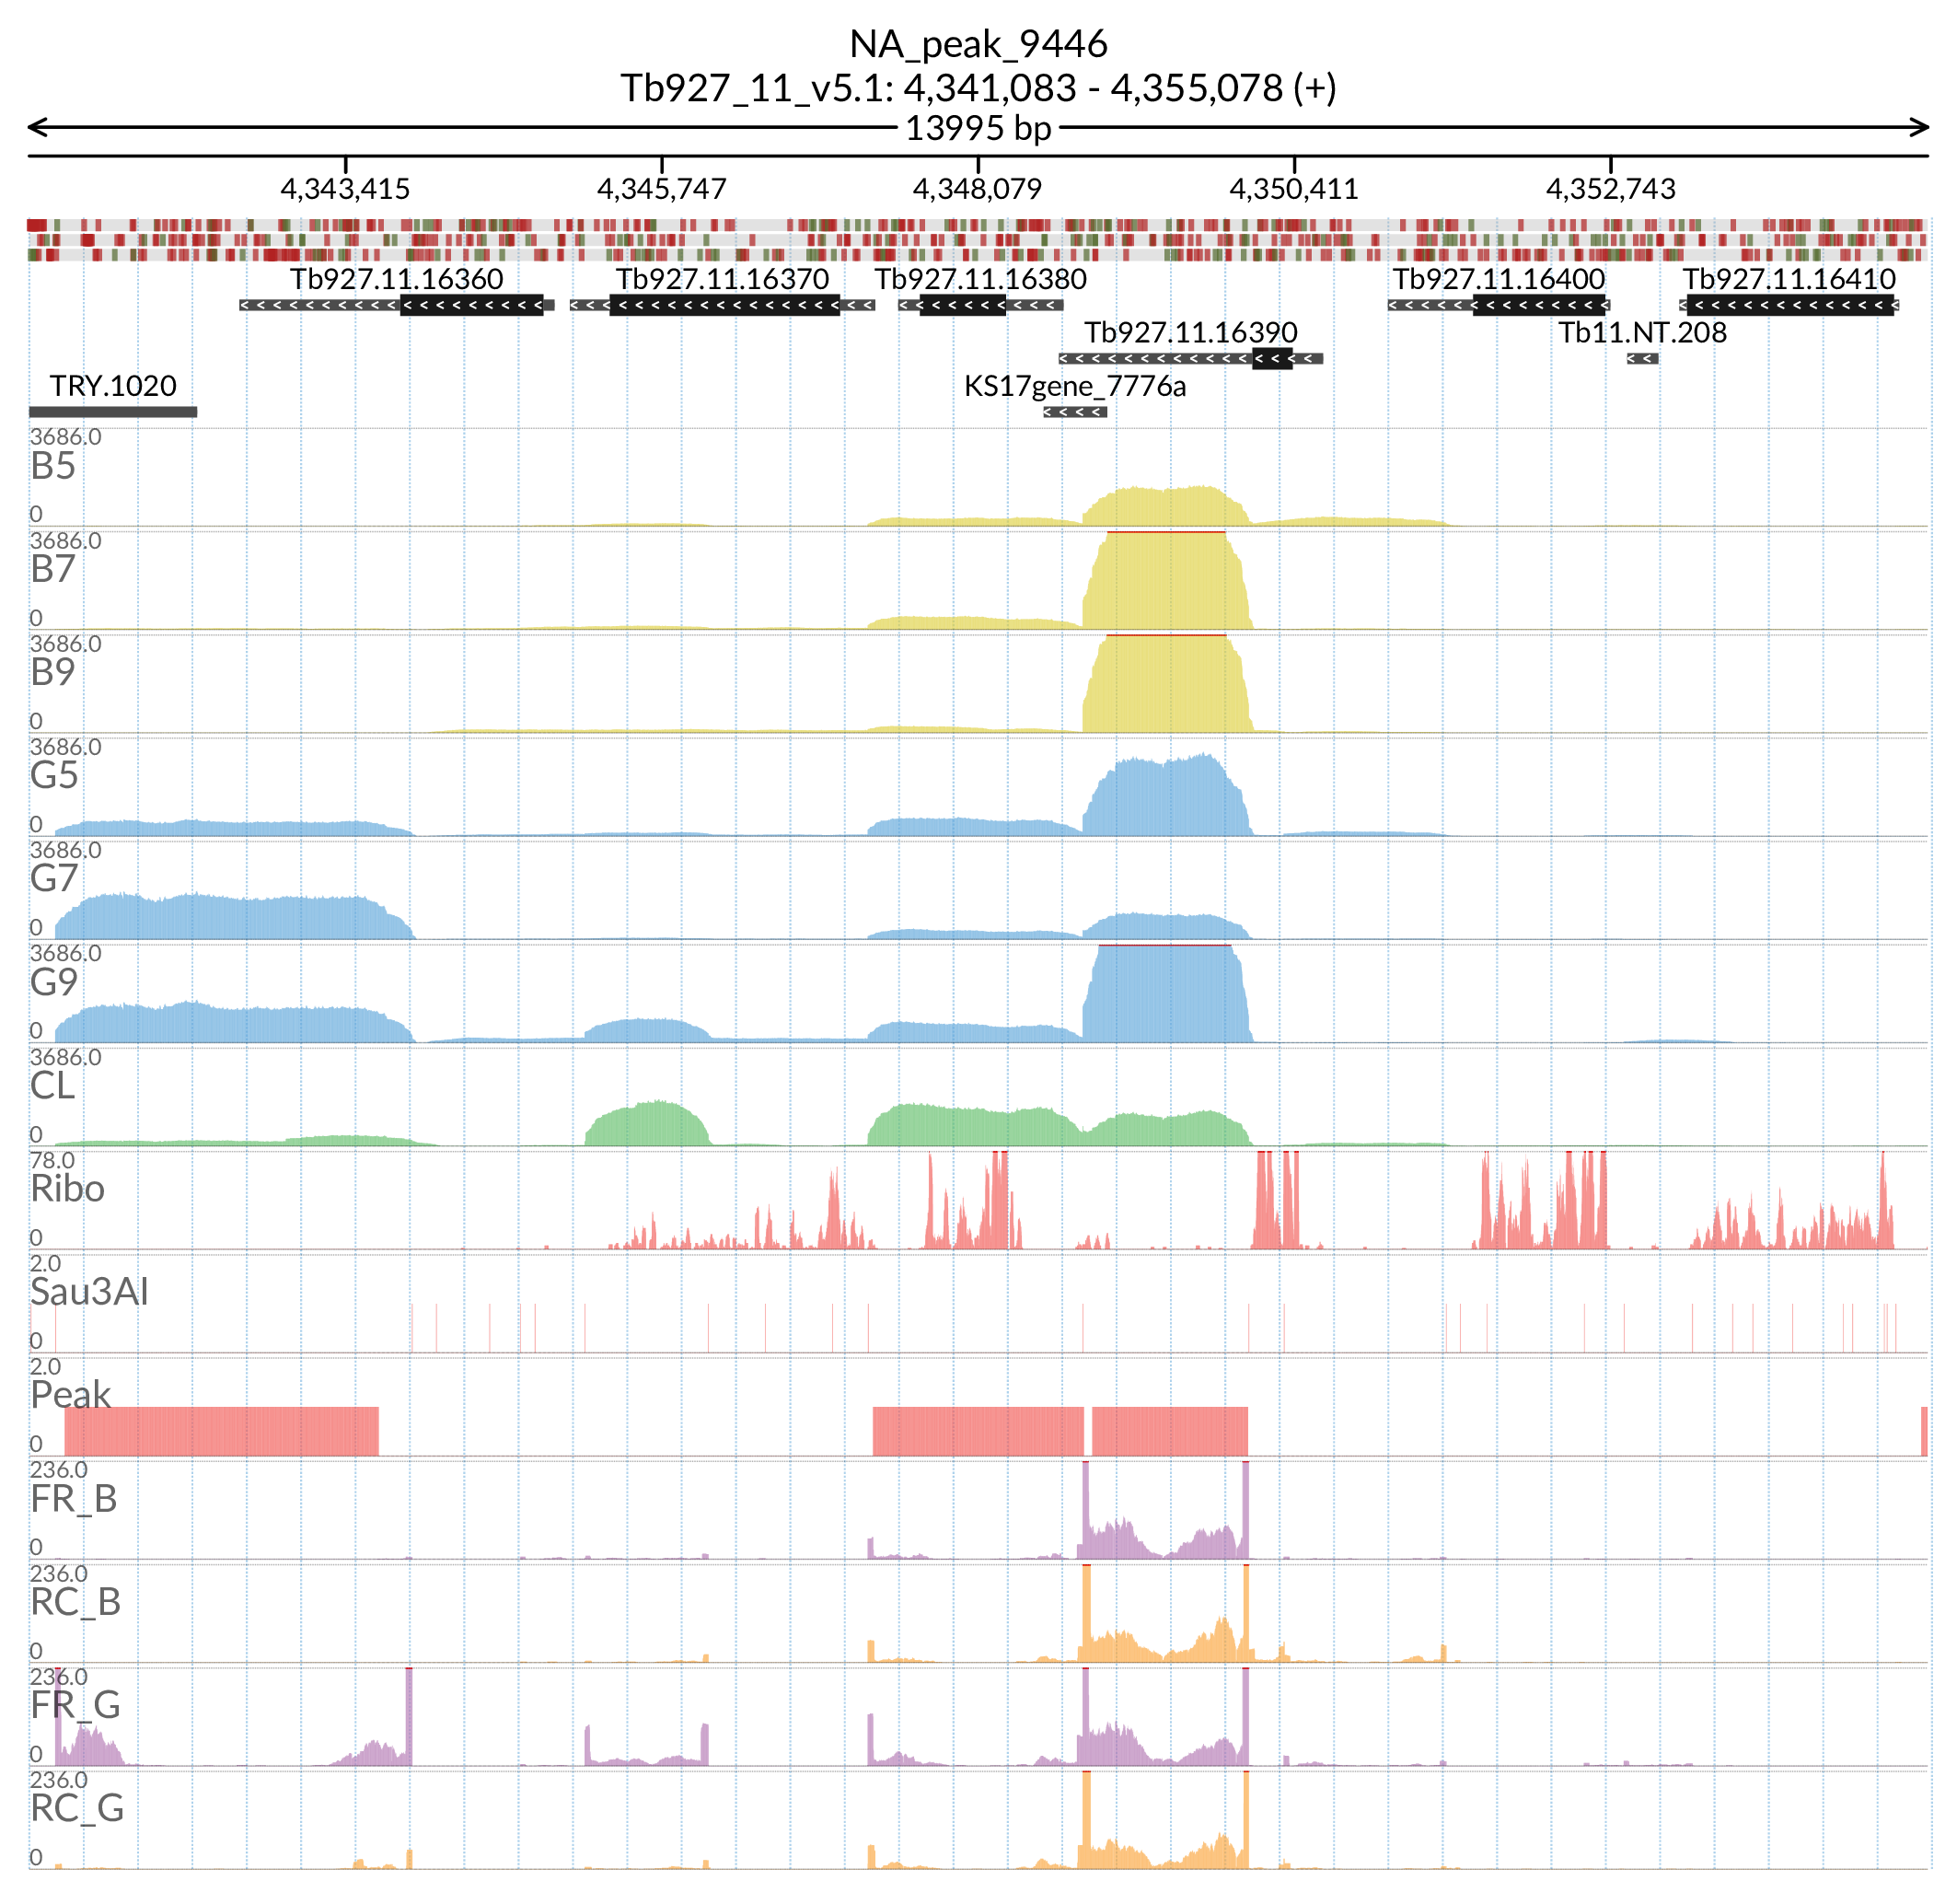 NA_peak_9446
Tb927_11_v5.1: 4,341,083 - 4,355,078 (+)
13995 bp
4,343,415 4,345,747 4,348,079 4,350,411 4,352,743
Tb927.11.16360 Tb927.11.16370 Tb927.11.16380 Tb927.11.16400 Tb927.11.16410
Tb927.11.16390 Tb11.NT.208
TRY.1020 KS17gene_7776a
3686.0
B5
0
3686.0
B7
0
3686.0
B9
0
3686.0
G5
0
3686.0
G7
0
3686.0
G9
0
3686.0
CL
0
78.0
Ribo
0
2.0
Sau3AI
0
2.0
Peak
0
236.0
FR_B
0
236.0
RC_B
0
236.0
FR_G
0
236.0
RC_G
0